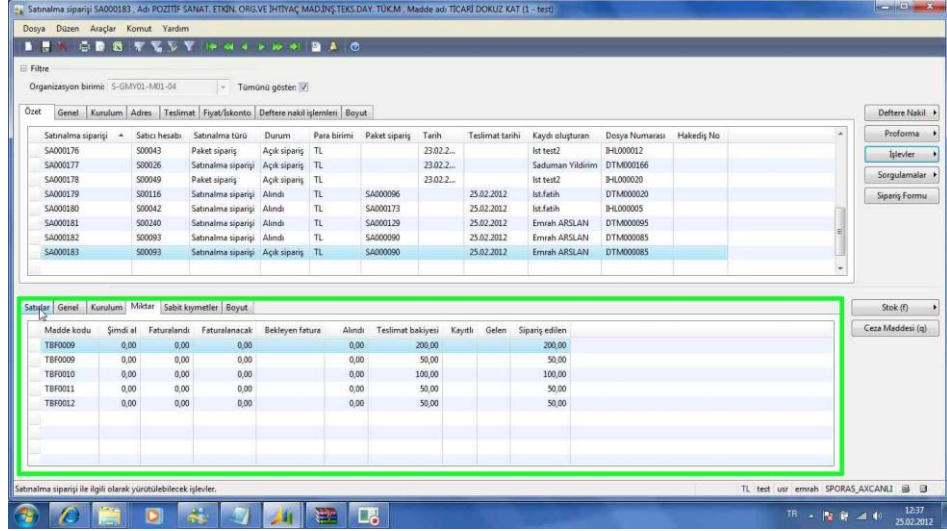 Satınalma siparişi SA000183 , Adı POZİTİF SANAT. ETKİN. ORG.VE İHTİYAÇ MAD.İNŞ.TEKS.DAY. TÜK.M , Madde adı TİCARİ DOKUZ KAT (1 - test)
Dosya Düzen Araçlar Komut Yardım
Filtre
Organizasyon birimi: S-GMY01-M01-04 Tümünü göster:
Özet Genel Kurulum Adres Teslimat Fiyat/İskonto Deftere nakil işlemleri Boyut
Satınalma siparişi Satıcı hesabı Satınalma türü Durum Para birimi Paket sipariş Tarih Teslimat tarihi Kaydı oluşturan Dosya Numarası Hakediş No
SA000176 S00043 Paket sipariş Açık sipariş TL 23.02.2... Ist test2 IHL000012
SA000177 S00026 Satınalma siparişi Açık sipariş TL 23.02.2... Saduman Yildirim DTM000166
SA000178 S00049 Paket sipariş Açık sipariş TL 23.02.2... Ist test2 IHL000020
SA000179 S00116 Satınalma siparişi Alındı TL SA000096 25.02.2012 Ist.fatih DTM000020
SA000180 S00042 Satınalma siparişi Alındı TL SA000173 25.02.2012 Ist.fatih IHL000005
SA000181 S00240 Satınalma siparişi Alındı TL SA000129 25.02.2012 Emrah ARSLAN DTM000095
SA000182 S00093 Satınalma siparişi Alındı TL SA000090 25.02.2012 Emrah ARSLAN DTM000085
SA000183 S00093 Satınalma siparişi Açık sipariş TL SA000090 25.02.2012 Emrah ARSLAN DTM000085
Deftere Nakil
Proforma
İşlevler
Sorgulamalar
Sipariş Formu
Satırlar Genel Kurulum Miktar Sabit kıymetler Boyut
Madde kodu Şimdi al Faturalandı Faturalanacak Bekleyen fatura Alındı Teslimat bakiyesi Kayıtlı Gelen Sipariş edilen
TBF0009 0,00 0,00 0,00 0,00 200,00 200,00
TBF0009 0,00 0,00 0,00 0,00 50,00 50,00
TBF0010 0,00 0,00 0,00 0,00 100,00 100,00
TBF0011 0,00 0,00 0,00 0,00 50,00 50,00
TBF0012 0,00 0,00 0,00 0,00 50,00 50,00
Stok (f)
Ceza Maddesi (q)
Satınalma siparişi ile ilgili olarak yürütülebilecek işlevler. TL test usr emrah SPORAS_AXCANLI
TR 12:37
25.02.2012